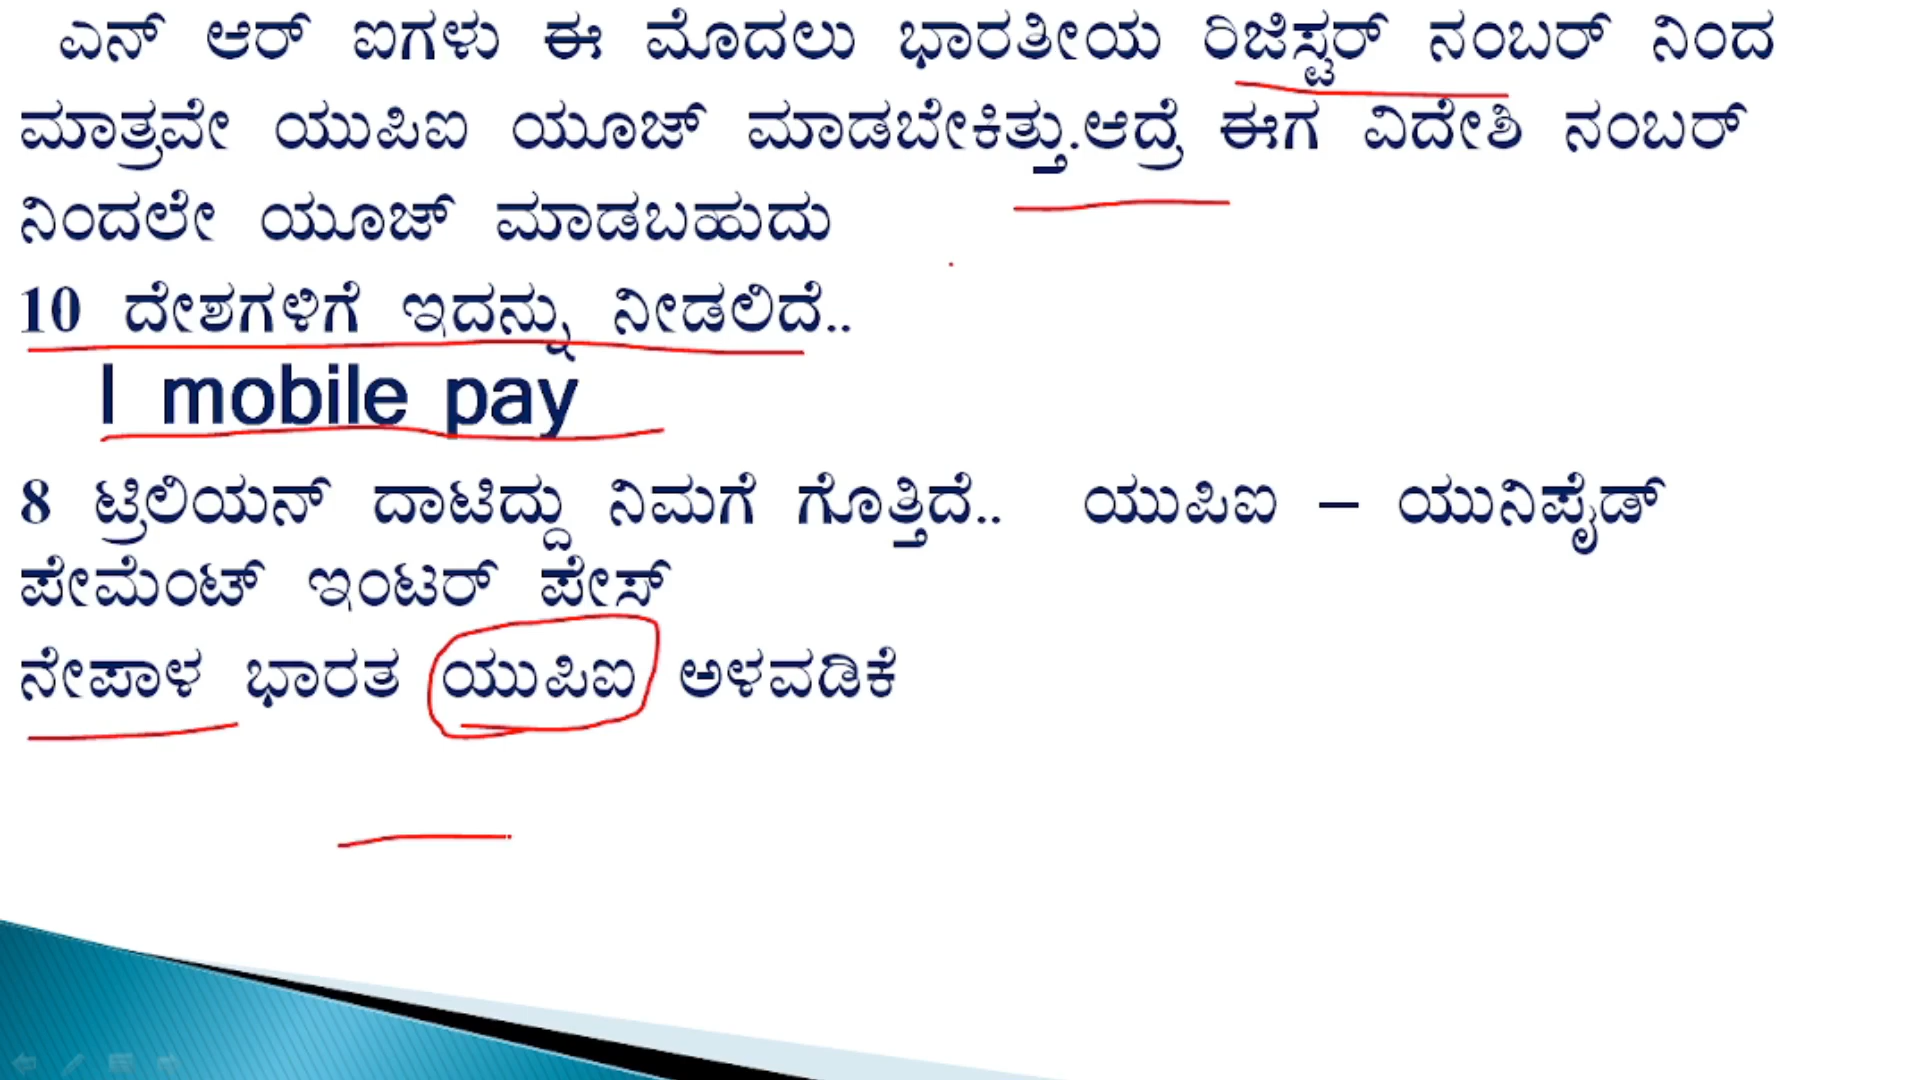 ಎನ್ ಆರ್ ಐಗಳು ಈ ಮೊದಲು ಭಾರತೀಯ ರಿಜಿಸ್ಟರ್ ನಂಬರ್ ನಿಂದ
ಮಾತ್ರವೇ ಯುಪಿಐ ಯೂಜ್ ಮಾಡಬೇಕಿತ್ತು.ಆದ್ರೆ ಈಗ ವಿದೇಶಿ ನಂಬರ್
ನಿಂದಲೇ ಯೂಜ್ ಮಾಡಬಹುದು
10 ದೇಶಗಳಿಗೆ ಇದನ್ನು ನೀಡಲಿದೆ..
I mobile pay
8 ಟ್ರಿಲಿಯನ್ ದಾಟಿದ್ದು ನಿಮಗೆ ಗೊತ್ತಿದೆ.. ಯುಪಿಐ – ಯುನಿಪೈಡ್
ಪೇಮೆಂಟ್ ಇಂಟರ್ ಪೇಸ್
ನೇಪಾಳ ಭಾರತ ಯುಪಿಐ ಅಳವಡಿಕೆ